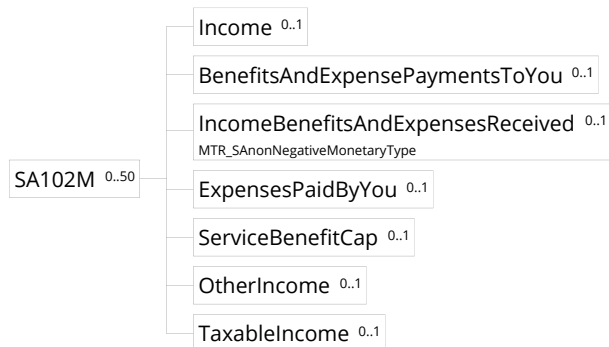 Income 0..1
BenefitsAndExpensePaymentsToYou 0..1
IncomeBenefitsAndExpensesReceived 0..1
MTR_SAnonNegativeMonetaryType
SA102M 0..50
ExpensesPaidByYou 0..1
ServiceBenefitCap 0..1
OtherIncome 0..1
TaxableIncome 0..1